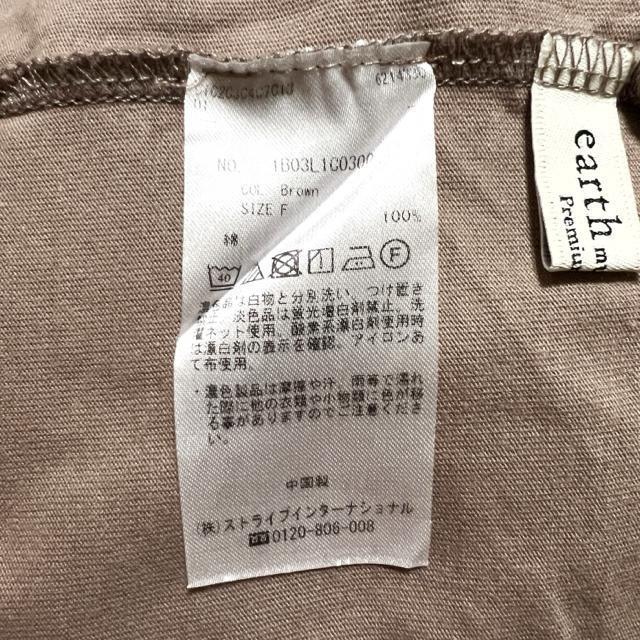 NO. 1B03L1C030
COL Brown
SIZE F
綿 100%
40
F
は白物と分別洗い つけ置き
淡色品は蛍光増白剤禁止、洗
濯ネット使用、酸素系漂白剤使用時
は漂白剤の表示を確認。アイロンあ
て布使用。
・濃色製品は摩擦や汗、雨等で濡れ
た際に他の衣類や小物類に色が移
る事がありますのでご注意くださ
い。
中国製
(株)ストライプインターナショナル
0120-806-008
earth
Premium